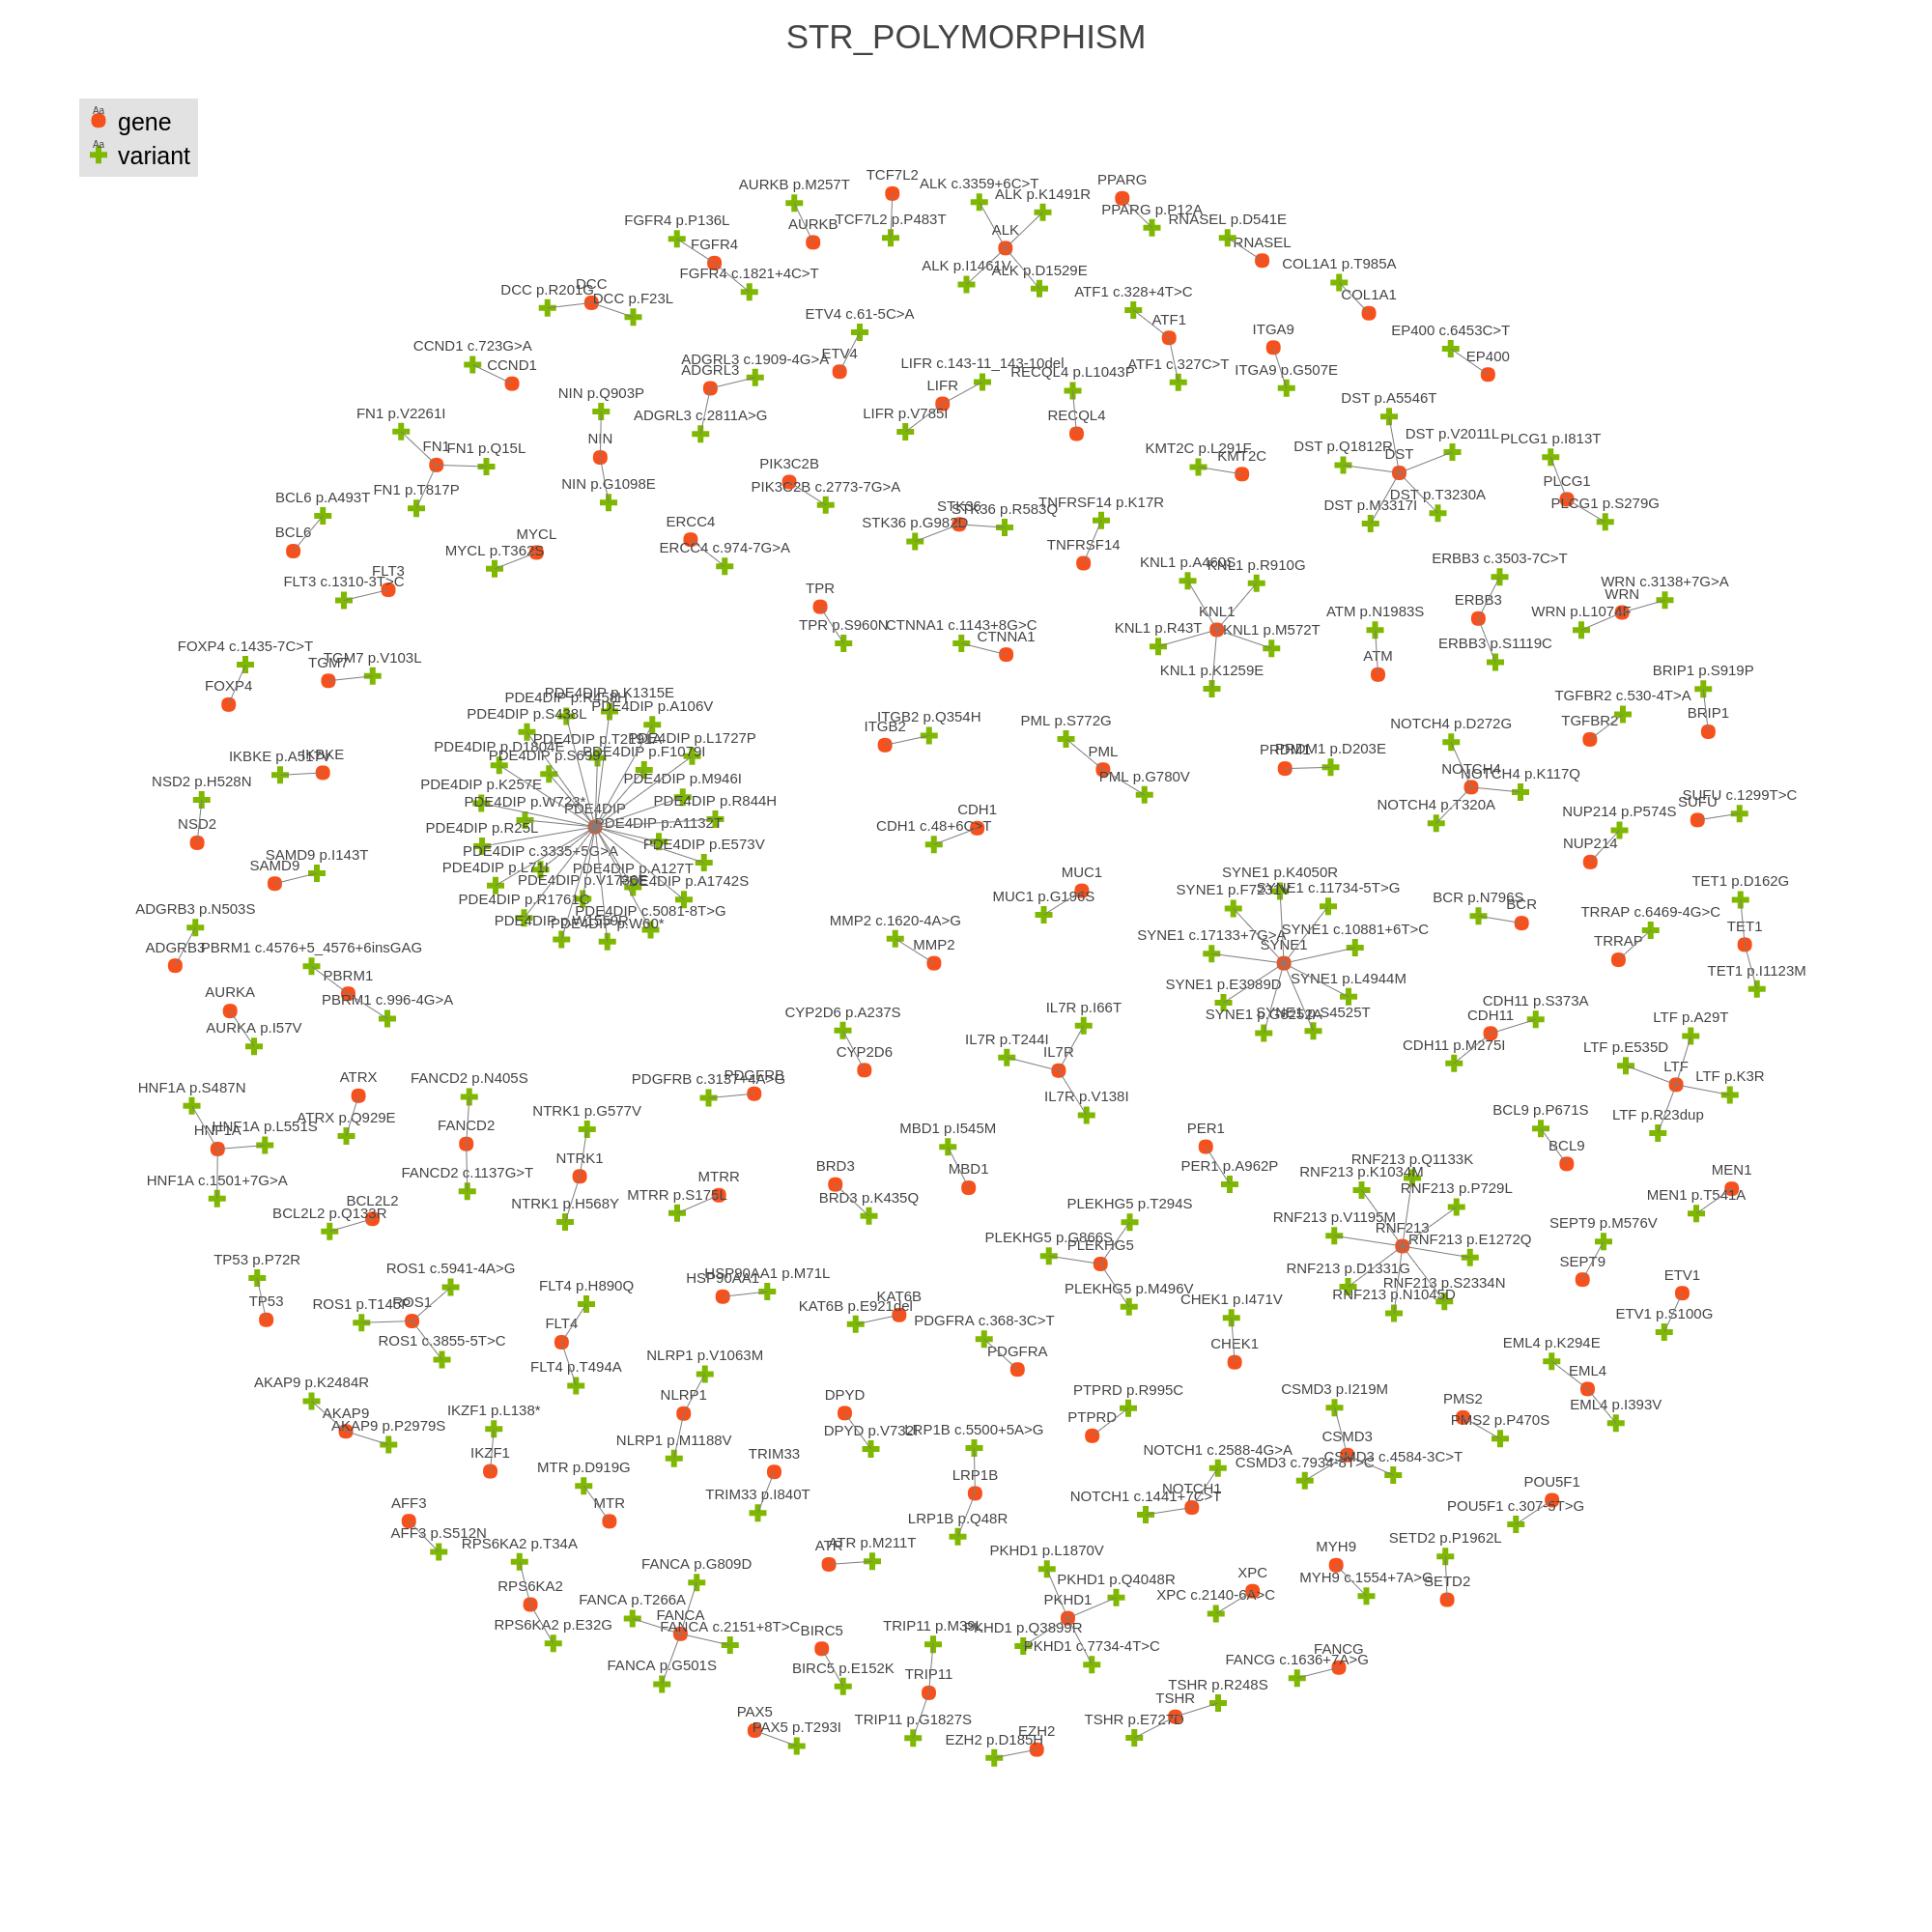 STR_POLYMORPHISM
Aa
gene
Aa
variant
TCF7L2
PPARG
AURKB p.M257T
ALK c.3359+6C>T
ALK p.K1491R
FGFR4 p.P136L
AURKB
TCF7L2 p.P483T
PPARG p.P12A
RNASEL p.D541E
ALK
FGFR4
RNASEL
COL1A1 p.T985A
FGFR4 c.1821+4C>T
ALK p.I1461V
ALK p.D1529E
DCC
DCC p.R201G
DCC p.F23L
ATF1 c.328+4T>C
COL1A1
ETV4 c.61-5C>A
ATF1
ITGA9
EP400 c.6453C>T
CCND1 c.723G>A
CCND1
ADGRL3 c.1909-4G>A
ADGRL3
ETV4
LIFR c.143-11_143-10del
RECQL4 p.L1043P
ATF1 c.327C>T
ITGA9 p.G507E
EP400
NIN p.Q903P
LIFR
DST p.A5546T
FN1 p.V2261I
ADGRL3 c.2811A>G
LIFR p.V785I
RECQL4
FN1
FN1 p.Q15L
NIN
KMT2C p.L291F
KMT2C
DST p.Q1812R
DST p.V2011L
DST
PLCG1 p.I813T
PIK3C2B
NIN p.G1098E
PIK3C2B c.2773-7G>A
FN1 p.T817P
BCL6 p.A493T
PLCG1
DST p.M3317I
DST p.T3230A
PLCG1 p.S279G
STK36
STK36 p.R583Q
STK36 p.G982D
TNFRSF14 p.K17R
BCL6
MYCL
MYCL p.T362S
ERCC4
ERCC4 c.974-7G>A
TNFRSF14
FLT3
FLT3 c.1310-3T>C
KNL1 p.A460S
KNL1 p.R910G
ERBB3 c.3503-7C>T
WRN c.3138+7G>A
WRN
WRN p.L1074F
TPR
KNL1
ATM p.N1983S
ERBB3
TPR p.S960N
CTNNA1 c.1143+8G>C
CTNNA1
KNL1 p.R43T
KNL1 p.M572T
FOXP4 c.1435-7C>T
TGM7
TGM7 p.V103L
ATM
ERBB3 p.S1119C
KNL1 p.K1259E
BRIP1 p.S919P
FOXP4
PDE4DIP p.K1315E
PDE4DIP p.R458H
PDE4DIP p.A106V
PDE4DIP p.S438L
TGFBR2 c.530-4T>A
TGFBR2
BRIP1
ITGB2 p.Q354H
ITGB2
PML p.S772G
NOTCH4 p.D272G
PDE4DIP p.L1727P
PDE4DIP p.D1804E
PDE4DIP p.F1079I
IKBKE p.A517V
IKBKE
PML
PML p.G780V
PRDM1
PRDM1 p.D203E
NOTCH4
NOTCH4 p.K117Q
NSD2 p.H528N
PDE4DIP p.K257E
PDE4DIP p.M946I
PDE4DIP p.W723*
PDE4DIP
PDE4DIP p.R844H
SUFU c.1299T>C
SUFU
NOTCH4 p.T320A
NUP214 p.P574S
NSD2
PDE4DIP p.R25L
PDE4DIP p.A1132T
CDH1
CDH1 c.48+6C>T
PDE4DIP p.E573V
NUP214
SAMD9 p.I143T
SAMD9
PDE4DIP c.3335+5G>A
PDE4DIP p.L71I
PDE4DIP p.A127T
PDE4DIP p.A1742S
MUC1
MUC1 p.G196S
SYNE1 p.K4050R
SYNE1 c.11734-5T>G
TET1 p.D162G
PDE4DIP p.R1761Q
ADGRB3 p.N503S
PDE4DIP c.5081-8T>G
PDE4DIP p.W60*
BCR p.N796S
BCR
TRRAP c.6469-4G>C
MMP2 c.1620-4A>G
SYNE1 c.17133+7G>A
SYNE1 c.10881+6T>C
TET1
ADGRB3
PBRM1 c.4576+5_4576+6insGAG
MMP2
SYNE1
TRRAP
PBRM1
TET1 p.I1123M
SYNE1 p.L4944M
SYNE1 p.E3989D
AURKA
PBRM1 c.996-4G>A
CYP2D6 p.A237S
IL7R p.I66T
SYNE1 p.G6252A
SYNE1 p.S4525T
CDH11 p.S373A
CDH11
LTF p.A29T
AURKA p.I57V
IL7R p.T244I
CYP2D6
IL7R
CDH11 p.M275I
LTF p.E535D
LTF
LTF p.K3R
HNF1A p.S487N
ATRX
FANCD2 p.N405S
PDGFRB c.3137+4A>G
PDGFRB
IL7R p.V138I
ATRX p.Q929E
NTRK1 p.G577V
BCL9 p.P671S
LTF p.R23dup
HNF1A
HNF1A p.L551S
FANCD2
MBD1 p.I545M
PER1
BCL9
NTRK1
BRD3
MBD1
PER1 p.A962P
RNF213 p.Q1133K
RNF213 p.K1034M
HNF1A c.1501+7G>A
FANCD2 c.1137G>T
MTRR
MTRR p.S175L
BRD3 p.K435Q
RNF213 p.P729L
MEN1
MEN1 p.T541A
BCL2L2
BCL2L2 p.Q133R
NTRK1 p.H568Y
PLEKHG5 p.T294S
RNF213 p.V1195M
RNF213
SEPT9 p.M576V
PLEKHG5 p.G866S
PLEKHG5
RNF213 p.E1272Q
TP53 p.P72R
ROS1 c.5941-4A>G
FLT4 p.H890Q
HSP90AA1
HSP90AA1 p.M71L
PLEKHG5 p.M496V
RNF213 p.D1331G
RNF213 p.S2334N
RNF213 p.N1045D
SEPT9
ETV1
TP53
ROS1 p.T145P
ROS1
KAT6B
KAT6B p.E921del
CHEK1 p.I471V
ETV1 p.S100G
FLT4
PDGFRA c.368-3C>T
ROS1 c.3855-5T>C
PDGFRA
CHEK1
EML4 p.K294E
FLT4 p.T494A
NLRP1 p.V1063M
EML4
AKAP9 p.K2484R
NLRP1
DPYD
PTPRD p.R995C
CSMD3 p.I219M
PMS2
EML4 p.I393V
AKAP9
AKAP9 p.P2979S
IKZF1 p.L138*
PTPRD
PMS2 p.P470S
DPYD p.V732I
LRP1B c.5500+5A>G
CSMD3
IKZF1
NLRP1 p.M1188V
TRIM33
NOTCH1 c.2588-4G>A
CSMD3 c.7934-8T>C
CSMD3 c.4584-3C>T
MTR p.D919G
LRP1B
POU5F1
AFF3
MTR
TRIM33 p.I840T
NOTCH1
NOTCH1 c.1441+7C>T
POU5F1 c.307-5T>G
AFF3 p.S512N
RPS6KA2 p.T34A
LRP1B p.Q48R
ATR
ATR p.M211T
SETD2 p.P1962L
FANCA p.G809D
PKHD1 p.L1870V
MYH9
RPS6KA2
FANCA p.T266A
PKHD1 p.Q4048R
XPC
XPC c.2140-6A>C
MYH9 c.1554+7A>G
SETD2
FANCA
PKHD1
RPS6KA2 p.E32G
FANCA c.2151+8T>C
BIRC5
TRIP11 p.M39L
PKHD1 p.Q3899R
PKHD1 c.7734-4T>C
FANCA p.G501S
BIRC5 p.E152K
TRIP11
FANCG
FANCG c.1636+7A>G
TSHR p.R248S
TSHR
PAX5
PAX5 p.T293I
TRIP11 p.G1827S
TSHR p.E727D
EZH2
EZH2 p.D185H